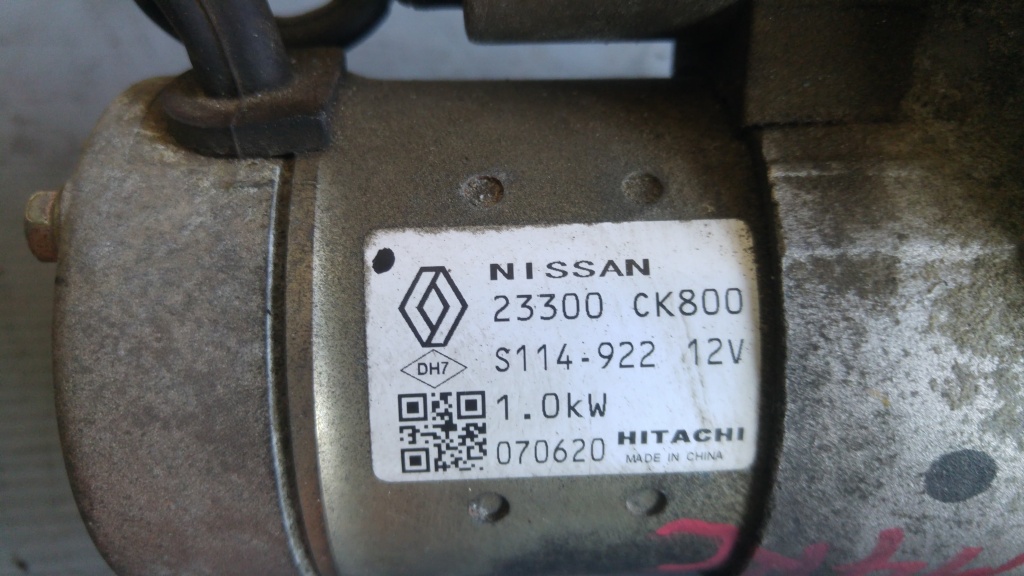 NISSAN
23300 CK800
S114-922 12V
DH7
1.0kW
070620 HITACHI
MADE IN CHINA